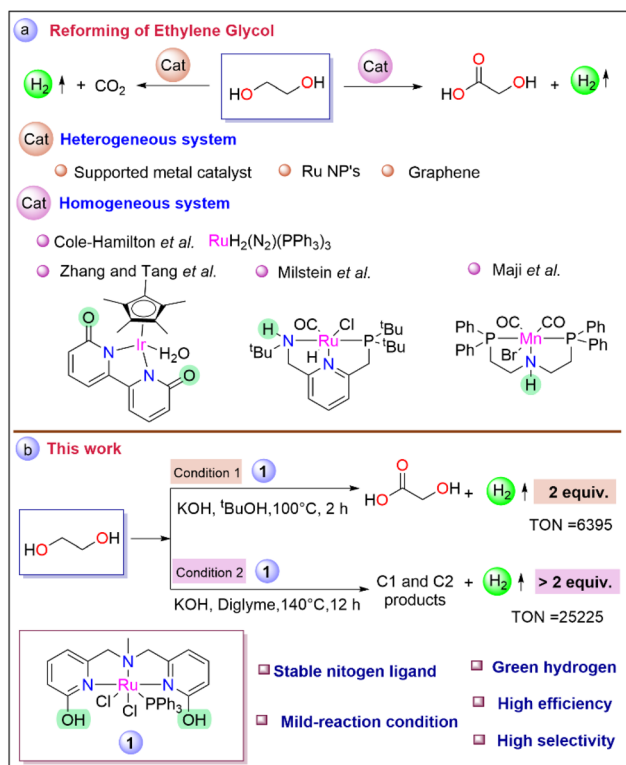 a Reforming of Ethylene Glycol
H2 + CO2 Cat HO OH Cat O HO OH + H2
Cat Heterogeneous system
Supported metal catalyst Ru NP's Graphene
Cat Homogeneous system
Cole-Hamilton et al. RuH2(N2)(PPh3)3
Zhang and Tang et al. Milstein et al. Maji et al.
O Ir H2O N N O
H N tBu OC Cl Ru H N P tBu tBu
Ph Ph P OC CO Mn Br N H P Ph Ph
b This work
Condition 1 1
HO OH
KOH, tBuOH,100°C, 2 h
O HO OH + H2 2 equiv.
TON =6395
Condition 2 1
KOH, Diglyme,140°C,12 h
C1 and C2
products
+ H2 > 2 equiv.
TON =25225
N N Ru N Cl Cl PPh3 OH OH
1
Stable nitogen ligand
Mild-reaction condition
Green hydrogen
High efficiency
High selectivity